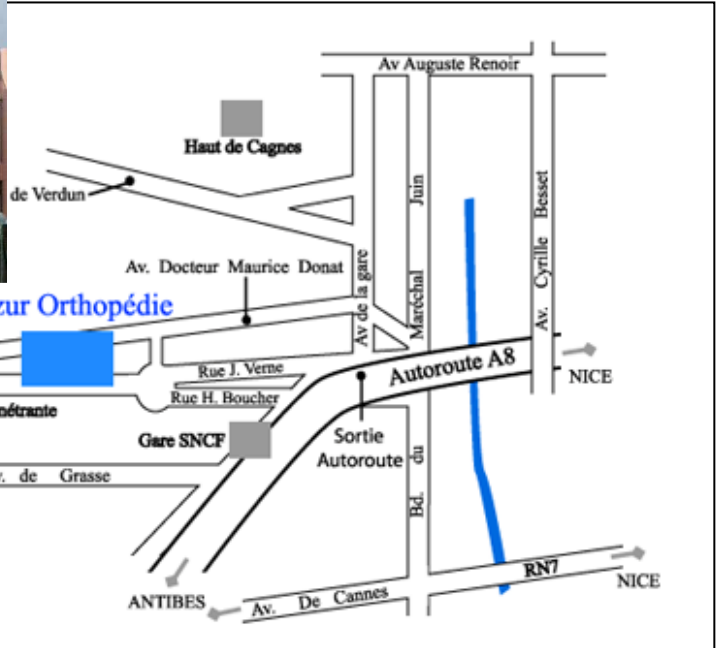 Av Auguste Renoir
Haut de Cagnes
de Verdun
Juin
Av. Cyrille Besset
Av. Docteur Maurice Donat
Av de la gare
Maréchal
zur Orthopédie
Rue J. Verne
Autoroute A8
NICE
Rue H. Boucher
nétrante
Gare SNCF
Sortie
Autoroute
du
de Grasse
Bd.
RN7
NICE
ANTIBES
Av. De Cannes